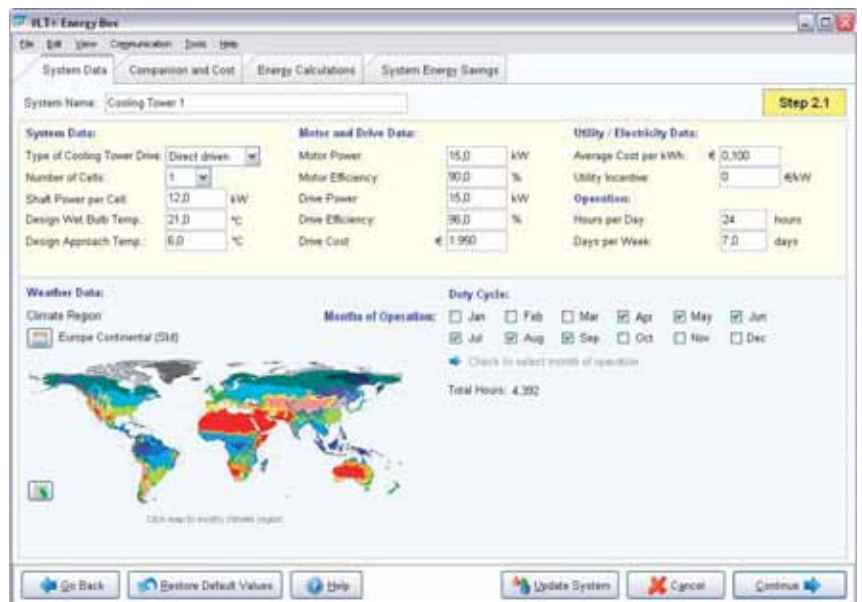 VLT® Energy Box
File Edit View Communication Tools Help
System Data Comparison and Cost Energy Calculations System Energy Savings
System Name: Cooling Tower 1 Step 2.1
System Data:
Type of Cooling Tower Drive: Direct driven
Number of Cells: 1
Shaft Power per Cell: 12,0 kW
Design Wet Bulb Temp.: 21,0 °C
Design Approach Temp.: 6,0 °C
Motor and Drive Data:
Motor Power: 15,0 kW
Motor Efficiency: 90,0 %
Drive Power: 15,0 kW
Drive Efficiency: 96,0 %
Drive Cost: € 1.950
Utility / Electricity Data:
Average Cost per kWh: € 0,100
Utility Incentive: 0 €/kW
Operation:
Hours per Day: 24 hours
Days per Week: 7,0 days
Weather Data:
Climate Region
Europe Continental (Std)
Click map to modify climate region
Duty Cycle:
Months of Operation: Jan Feb Mar Apr May Jun
Jul Aug Sep Oct Nov Dec
Check to select month of operation
Total Hours: 4.392
Go Back Restore Default Values Help Update System Cancel Continue